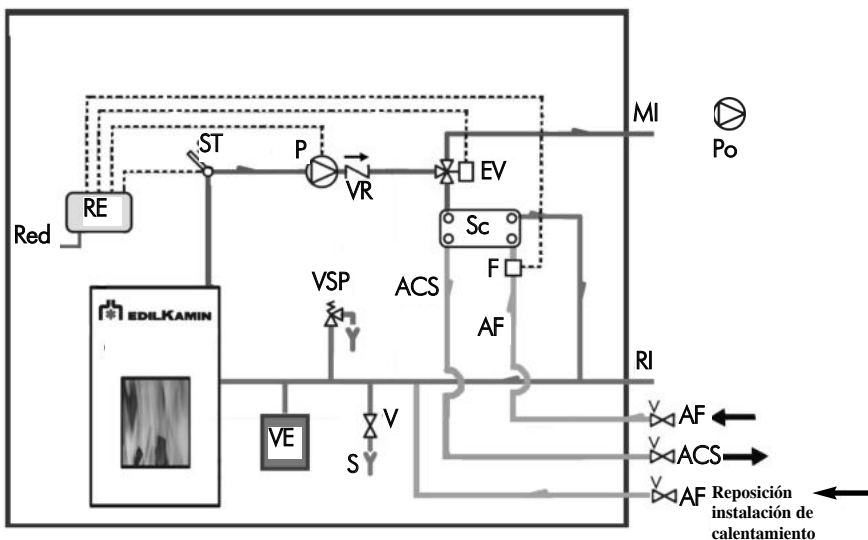 MI
ST
P
VR
EV
Po
RE
Sc
Red
F
VSP
ACS
EDILKAMIN
AF
RI
V
AF
VE
V
V
ACS
S
V
AF Reposición
instalación de
calentamiento